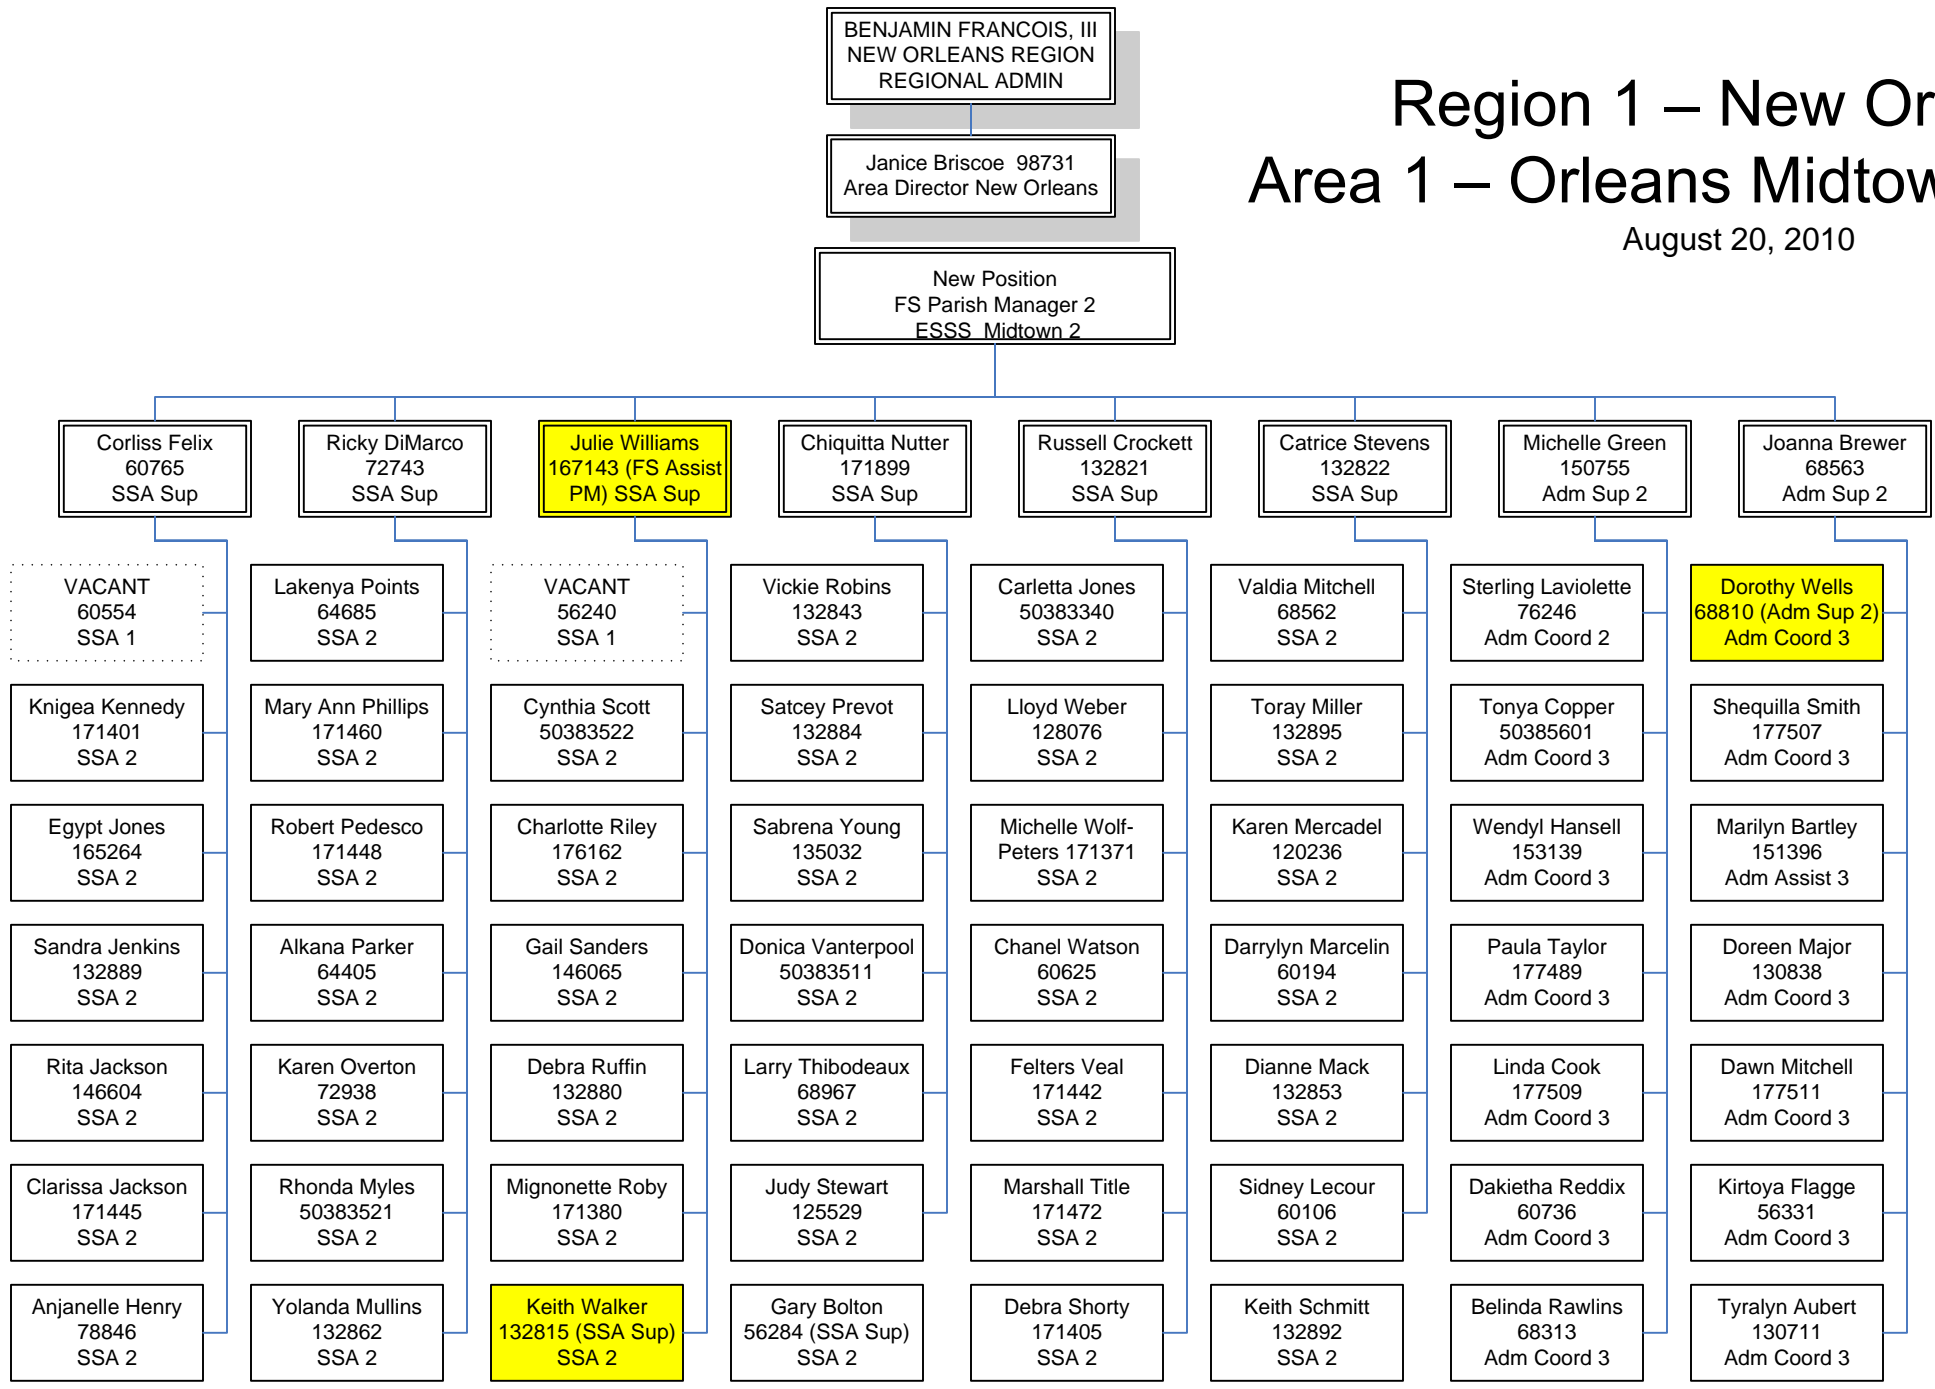 BENJAMIN FRANCOIS, III
NEW ORLEANS REGION
REGIONAL ADMIN
Janice Briscoe 98731
Area Director New Orleans
Region 1 – New Or
Area 1 – Orleans Midtow
August 20, 2010
New Position
FS Parish Manager 2
ESSS Midtown 2
Corliss Felix
60765
SSA Sup
Ricky DiMarco
72743
SSA Sup
Julie Williams
167143 (FS Assist
PM) SSA Sup
Chiquitta Nutter
171899
SSA Sup
Russell Crockett
132821
SSA Sup
Catrice Stevens
132822
SSA Sup
Michelle Green
150755
Adm Sup 2
Joanna Brewer
68563
Adm Sup 2
VACANT
60554
SSA 1
Lakenya Points
64685
SSA 2
VACANT
56240
SSA 1
Vickie Robins
132843
SSA 2
Carletta Jones
50383340
SSA 2
Valdia Mitchell
68562
SSA 2
Sterling Laviolette
76246
Adm Coord 2
Dorothy Wells
68810 (Adm Sup 2)
Adm Coord 3
Knigea Kennedy
171401
SSA 2
Mary Ann Phillips
171460
SSA 2
Cynthia Scott
50383522
SSA 2
Satcey Prevot
132884
SSA 2
Lloyd Weber
128076
SSA 2
Toray Miller
132895
SSA 2
Tonya Copper
50385601
Adm Coord 3
Shequilla Smith
177507
Adm Coord 3
Egypt Jones
165264
SSA 2
Robert Pedesco
171448
SSA 2
Charlotte Riley
176162
SSA 2
Sabrena Young
135032
SSA 2
Michelle Wolf-
Peters 171371
SSA 2
Karen Mercadel
120236
SSA 2
Wendyl Hansell
153139
Adm Coord 3
Marilyn Bartley
151396
Adm Assist 3
Sandra Jenkins
132889
SSA 2
Alkana Parker
64405
SSA 2
Gail Sanders
146065
SSA 2
Donica Vanterpool
50383511
SSA 2
Chanel Watson
60625
SSA 2
Darrylyn Marcelin
60194
SSA 2
Paula Taylor
177489
Adm Coord 3
Doreen Major
130838
Adm Coord 3
Rita Jackson
146604
SSA 2
Karen Overton
72938
SSA 2
Debra Ruffin
132880
SSA 2
Larry Thibodeaux
68967
SSA 2
Felters Veal
171442
SSA 2
Dianne Mack
132853
SSA 2
Linda Cook
177509
Adm Coord 3
Dawn Mitchell
177511
Adm Coord 3
Clarissa Jackson
171445
SSA 2
Rhonda Myles
50383521
SSA 2
Mignonette Roby
171380
SSA 2
Judy Stewart
125529
SSA 2
Marshall Title
171472
SSA 2
Sidney Lecour
60106
SSA 2
Dakietha Reddix
60736
Adm Coord 3
Kirtoya Flagge
56331
Adm Coord 3
Anjanelle Henry
78846
SSA 2
Yolanda Mullins
132862
SSA 2
Keith Walker
132815 (SSA Sup)
SSA 2
Gary Bolton
56284 (SSA Sup)
SSA 2
Debra Shorty
171405
SSA 2
Keith Schmitt
132892
SSA 2
Belinda Rawlins
68313
Adm Coord 3
Tyralyn Aubert
130711
Adm Coord 3